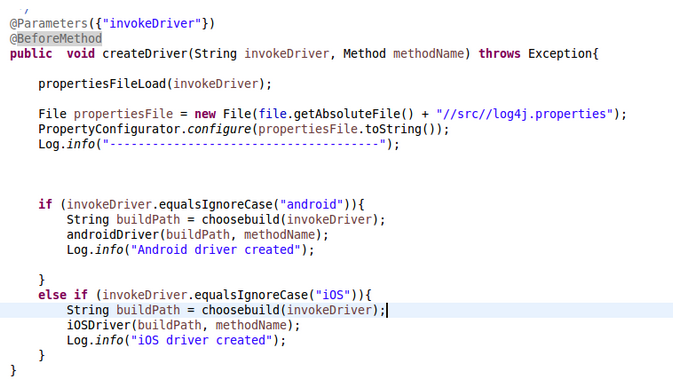 /
@Parameters({"invokeDriver"})
@BeforeMethod
public  void createDriver(String invokeDriver, Method methodName) throws Exception{
    propertiesFileLoad(invokeDriver);
    File propertiesFile = new File(file.getAbsoluteFile() + "//src//log4j.properties");
    PropertyConfigurator.configure(propertiesFile.toString());
    Log.info("--------------------------------------");
    if (invokeDriver.equalsIgnoreCase("android")){
        String buildPath = choosebuild(invokeDriver);
        androidDriver(buildPath, methodName);
        Log.info("Android driver created");
    }
    else if (invokeDriver.equalsIgnoreCase("iOS")){
        String buildPath = choosebuild(invokeDriver);
        iOSDriver(buildPath, methodName);
        Log.info("iOS driver created");
    }
}